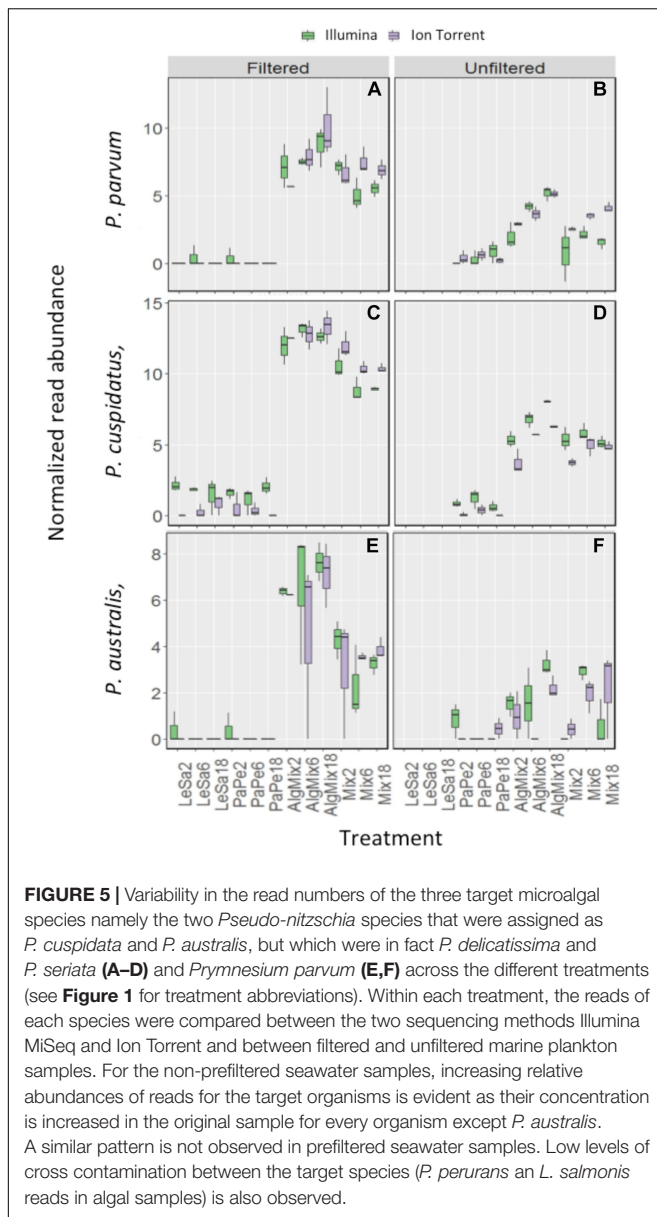 Illumina Ion Torrent
Filtered Unfiltered
A B
P. parvum
10
5
0
C D
P. cuspidatus,
15
10
5
0
Normalized read abundance
E F
P. australis,
8
6
4
2
0
LeSa2 LeSa6 LeSa18 PaPe2 PaPe6 PaPe18 AlgMix2 AlgMix6 AlgMix18 Mix2 Mix6 Mix18
LeSa2 LeSa6 LeSa18 PaPe2 PaPe6 PaPe18 AlgMix2 AlgMix6 AlgMix18 Mix2 Mix6 Mix18
Treatment
FIGURE 5 | Variability in the read numbers of the three target microalgal
species namely the two Pseudo-nitzschia species that were assigned as
P. cuspidata and P. australis, but which were in fact P. delicatissima and
P. seriata (A–D) and Prymnesium parvum (E,F) across the different treatments
(see Figure 1 for treatment abbreviations). Within each treatment, the reads of
each species were compared between the two sequencing methods Illumina
MiSeq and Ion Torrent and between filtered and unfiltered marine plankton
samples. For the non-prefiltered seawater samples, increasing relative
abundances of reads for the target organisms is evident as their concentration
is increased in the original sample for every organism except P. australis.
A similar pattern is not observed in prefiltered seawater samples. Low levels of
cross contamination between the target species (P. perurans an L. salmonis
reads in algal samples) is also observed.